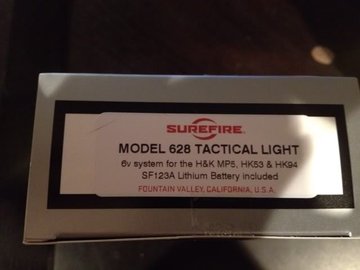 SUREFIRE
MODEL 628 TACTICAL LIGHT
6v system for the H&K MP5, HK53 & HK94
SF123A Lithium Battery included
FOUNTAIN VALLEY, CALIFORNIA, U.S.A.